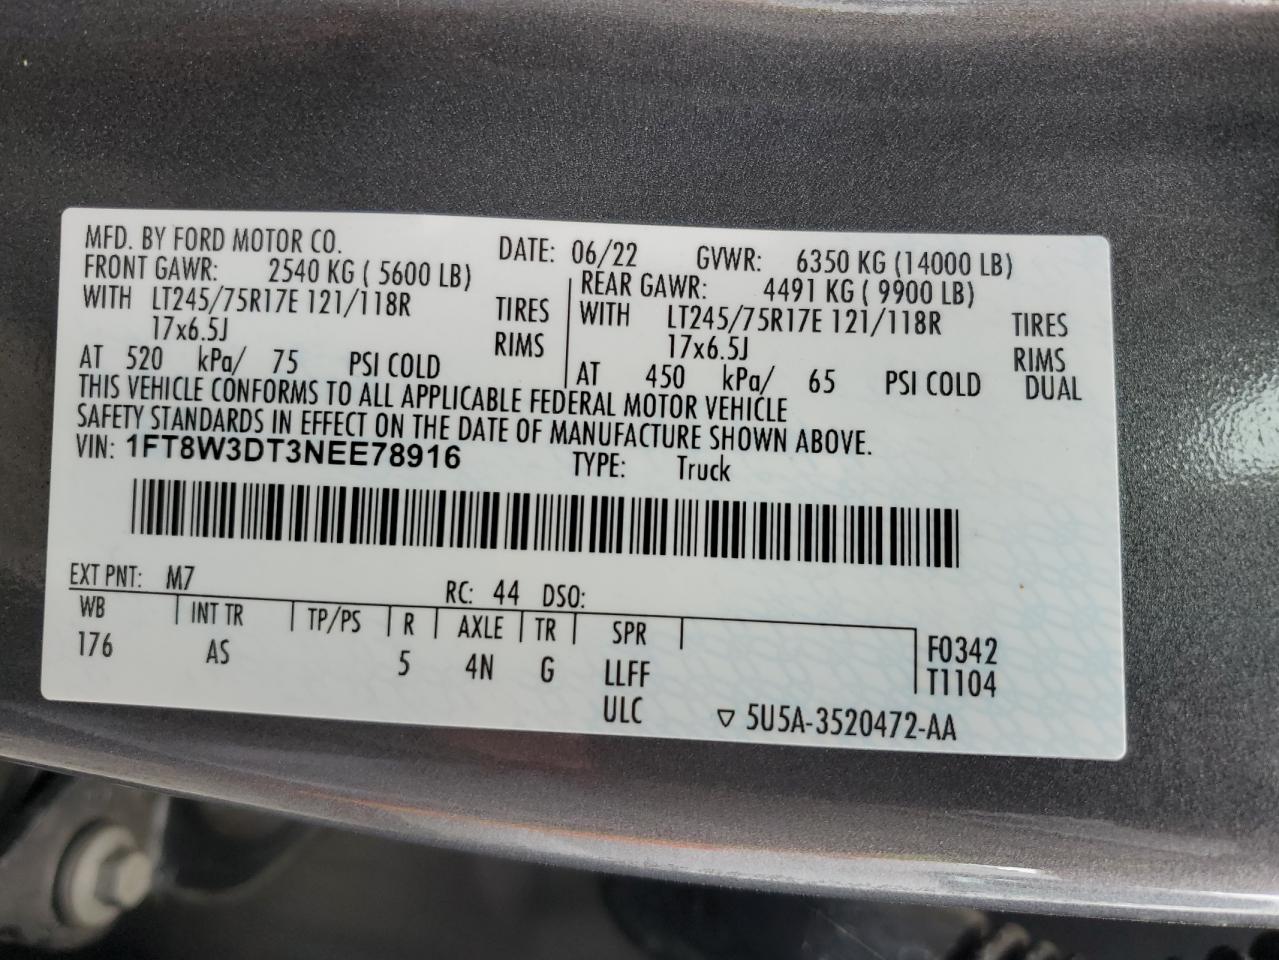 MFD. BY FORD MOTOR CO. DATE: 06/22 GVWR: 6350 KG (14000 LB)
FRONT GAWR: 2540 KG ( 5600 LB) REAR GAWR: 4491 KG ( 9900 LB)
WITH LT245/75R17E 121/118R TIRES WITH LT245/75R17E 121/118R TIRES
17x6.5J RIMS 17x6.5J RIMS
AT 520 kPa/ 75 PSI COLD AT 450 kPa/ 65 PSI COLD DUAL
THIS VEHICLE CONFORMS TO ALL APPLICABLE FEDERAL MOTOR VEHICLE
SAFETY STANDARDS IN EFFECT ON THE DATE OF MANUFACTURE SHOWN ABOVE.
VIN: 1FT8W3DT3NEE78916 TYPE: Truck
EXT PNT: M7 RC: 44 DSO:
WB INT TR TP/PS R AXLE TR SPR F0342
176 AS 5 4N G LLFF T1104
ULC ▽ 5U5A-3520472-AA